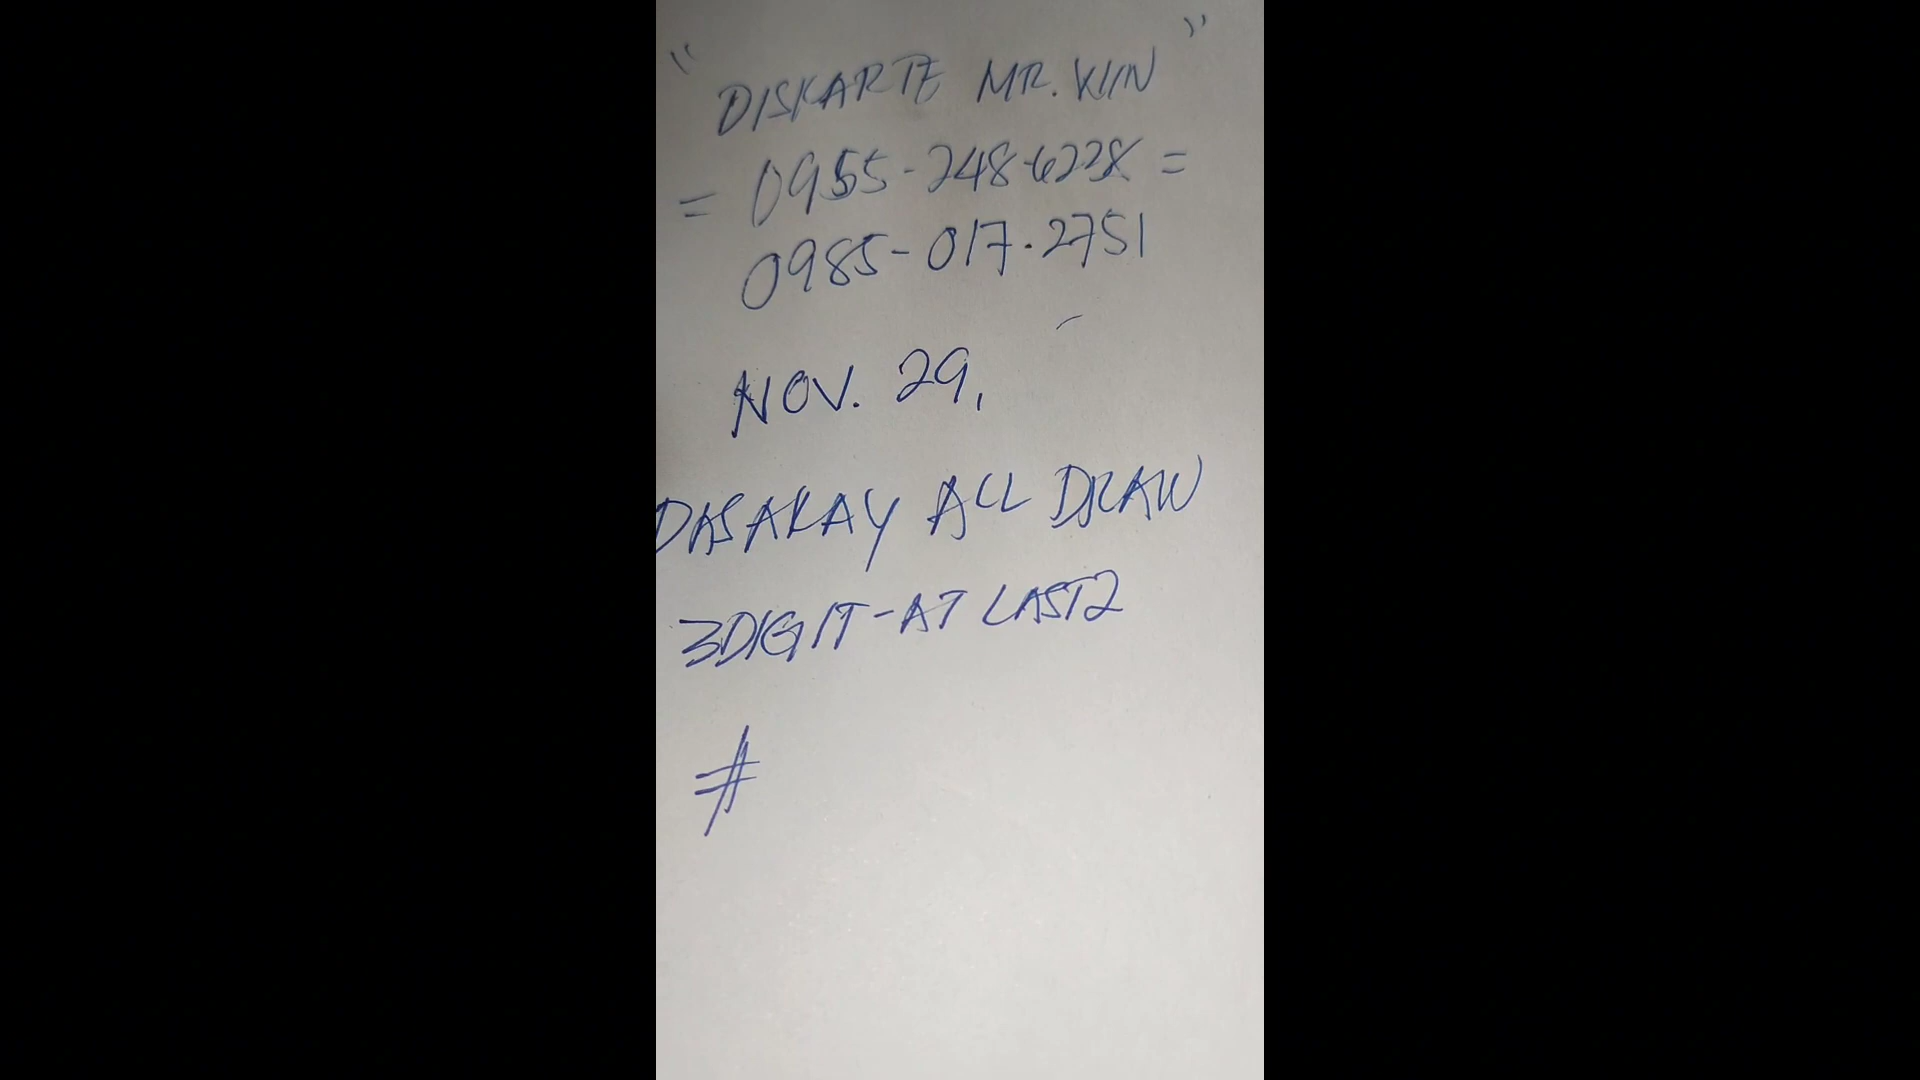 " DISKARTE MR. WIN "
= 0955-248-6228 =
0985-017.2751
NOV. 29,
PASAKAY ALL DRAW
3DIGIT-AT LAST2
#